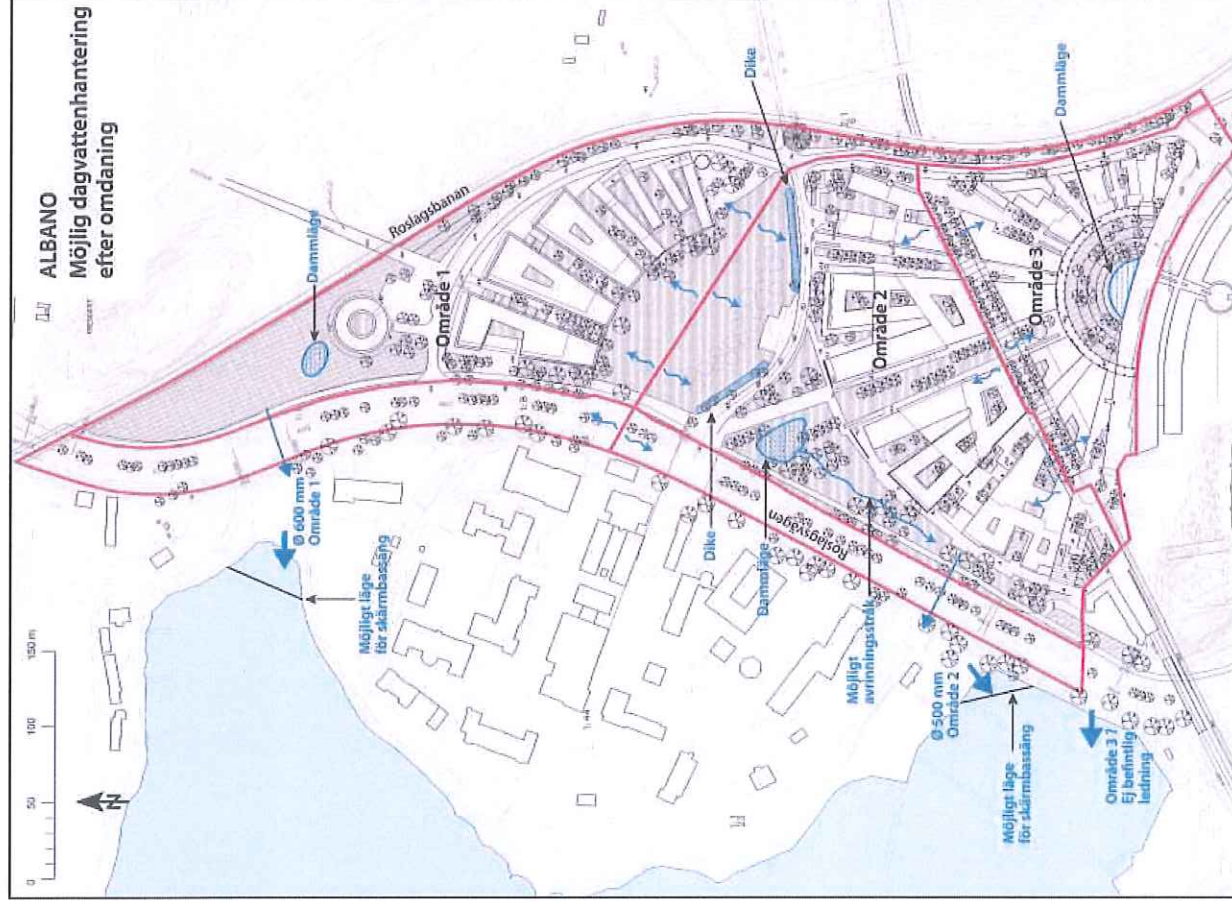 ALBANO
Möjlig dagvattenhantering
efter omdaning
Roslagsbanan
Dammläge
Område 1
Dike
0
50
100
150 m
N
Ø 600 mm
Område 1
Möjligt läge
för skärmbassäng
Dike
Dammläge
Roslagsvägen
Möjligt
avrinningsstråk
Område 2
Område 3
Dammläge
Ø 500 mm
Område 2
Möjligt läge
för skärmbassäng
Område 3 ?
Ej befintlig
ledning